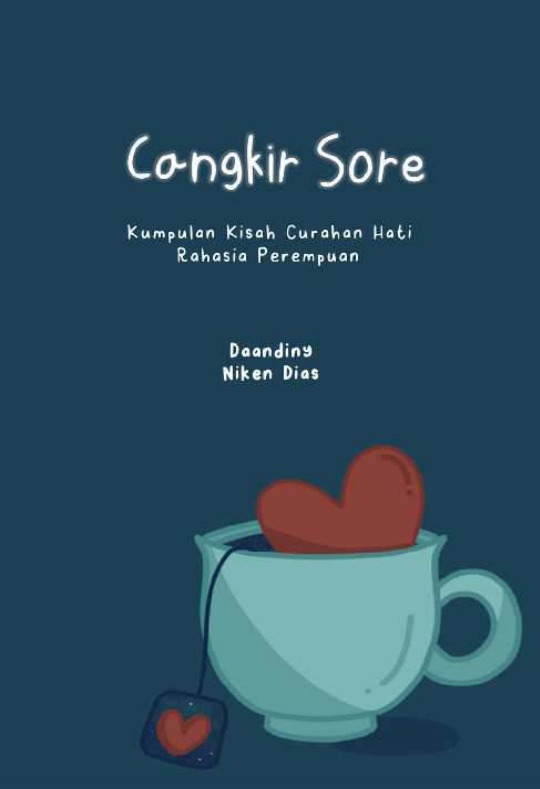 Cangkir Sore
Kumpulan Kisah Curahan Hati
Rahasia Perempuan
Daandiny
Niken Dias